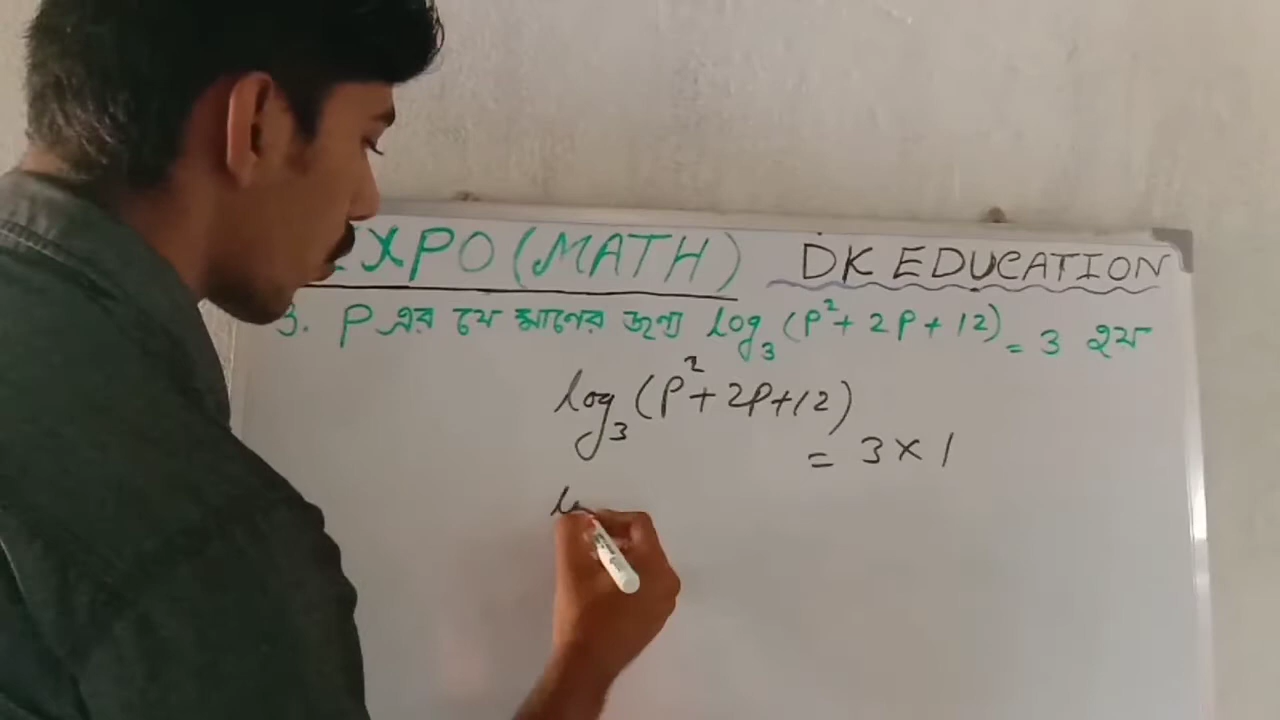 EXPO (MATH) DK EDUCATION
3. P এর যে মানের জন্য log₃ (P² + 2P + 12) = 3 হয়
log₃ (P² + 2P + 12)
= 3 × 1
lo